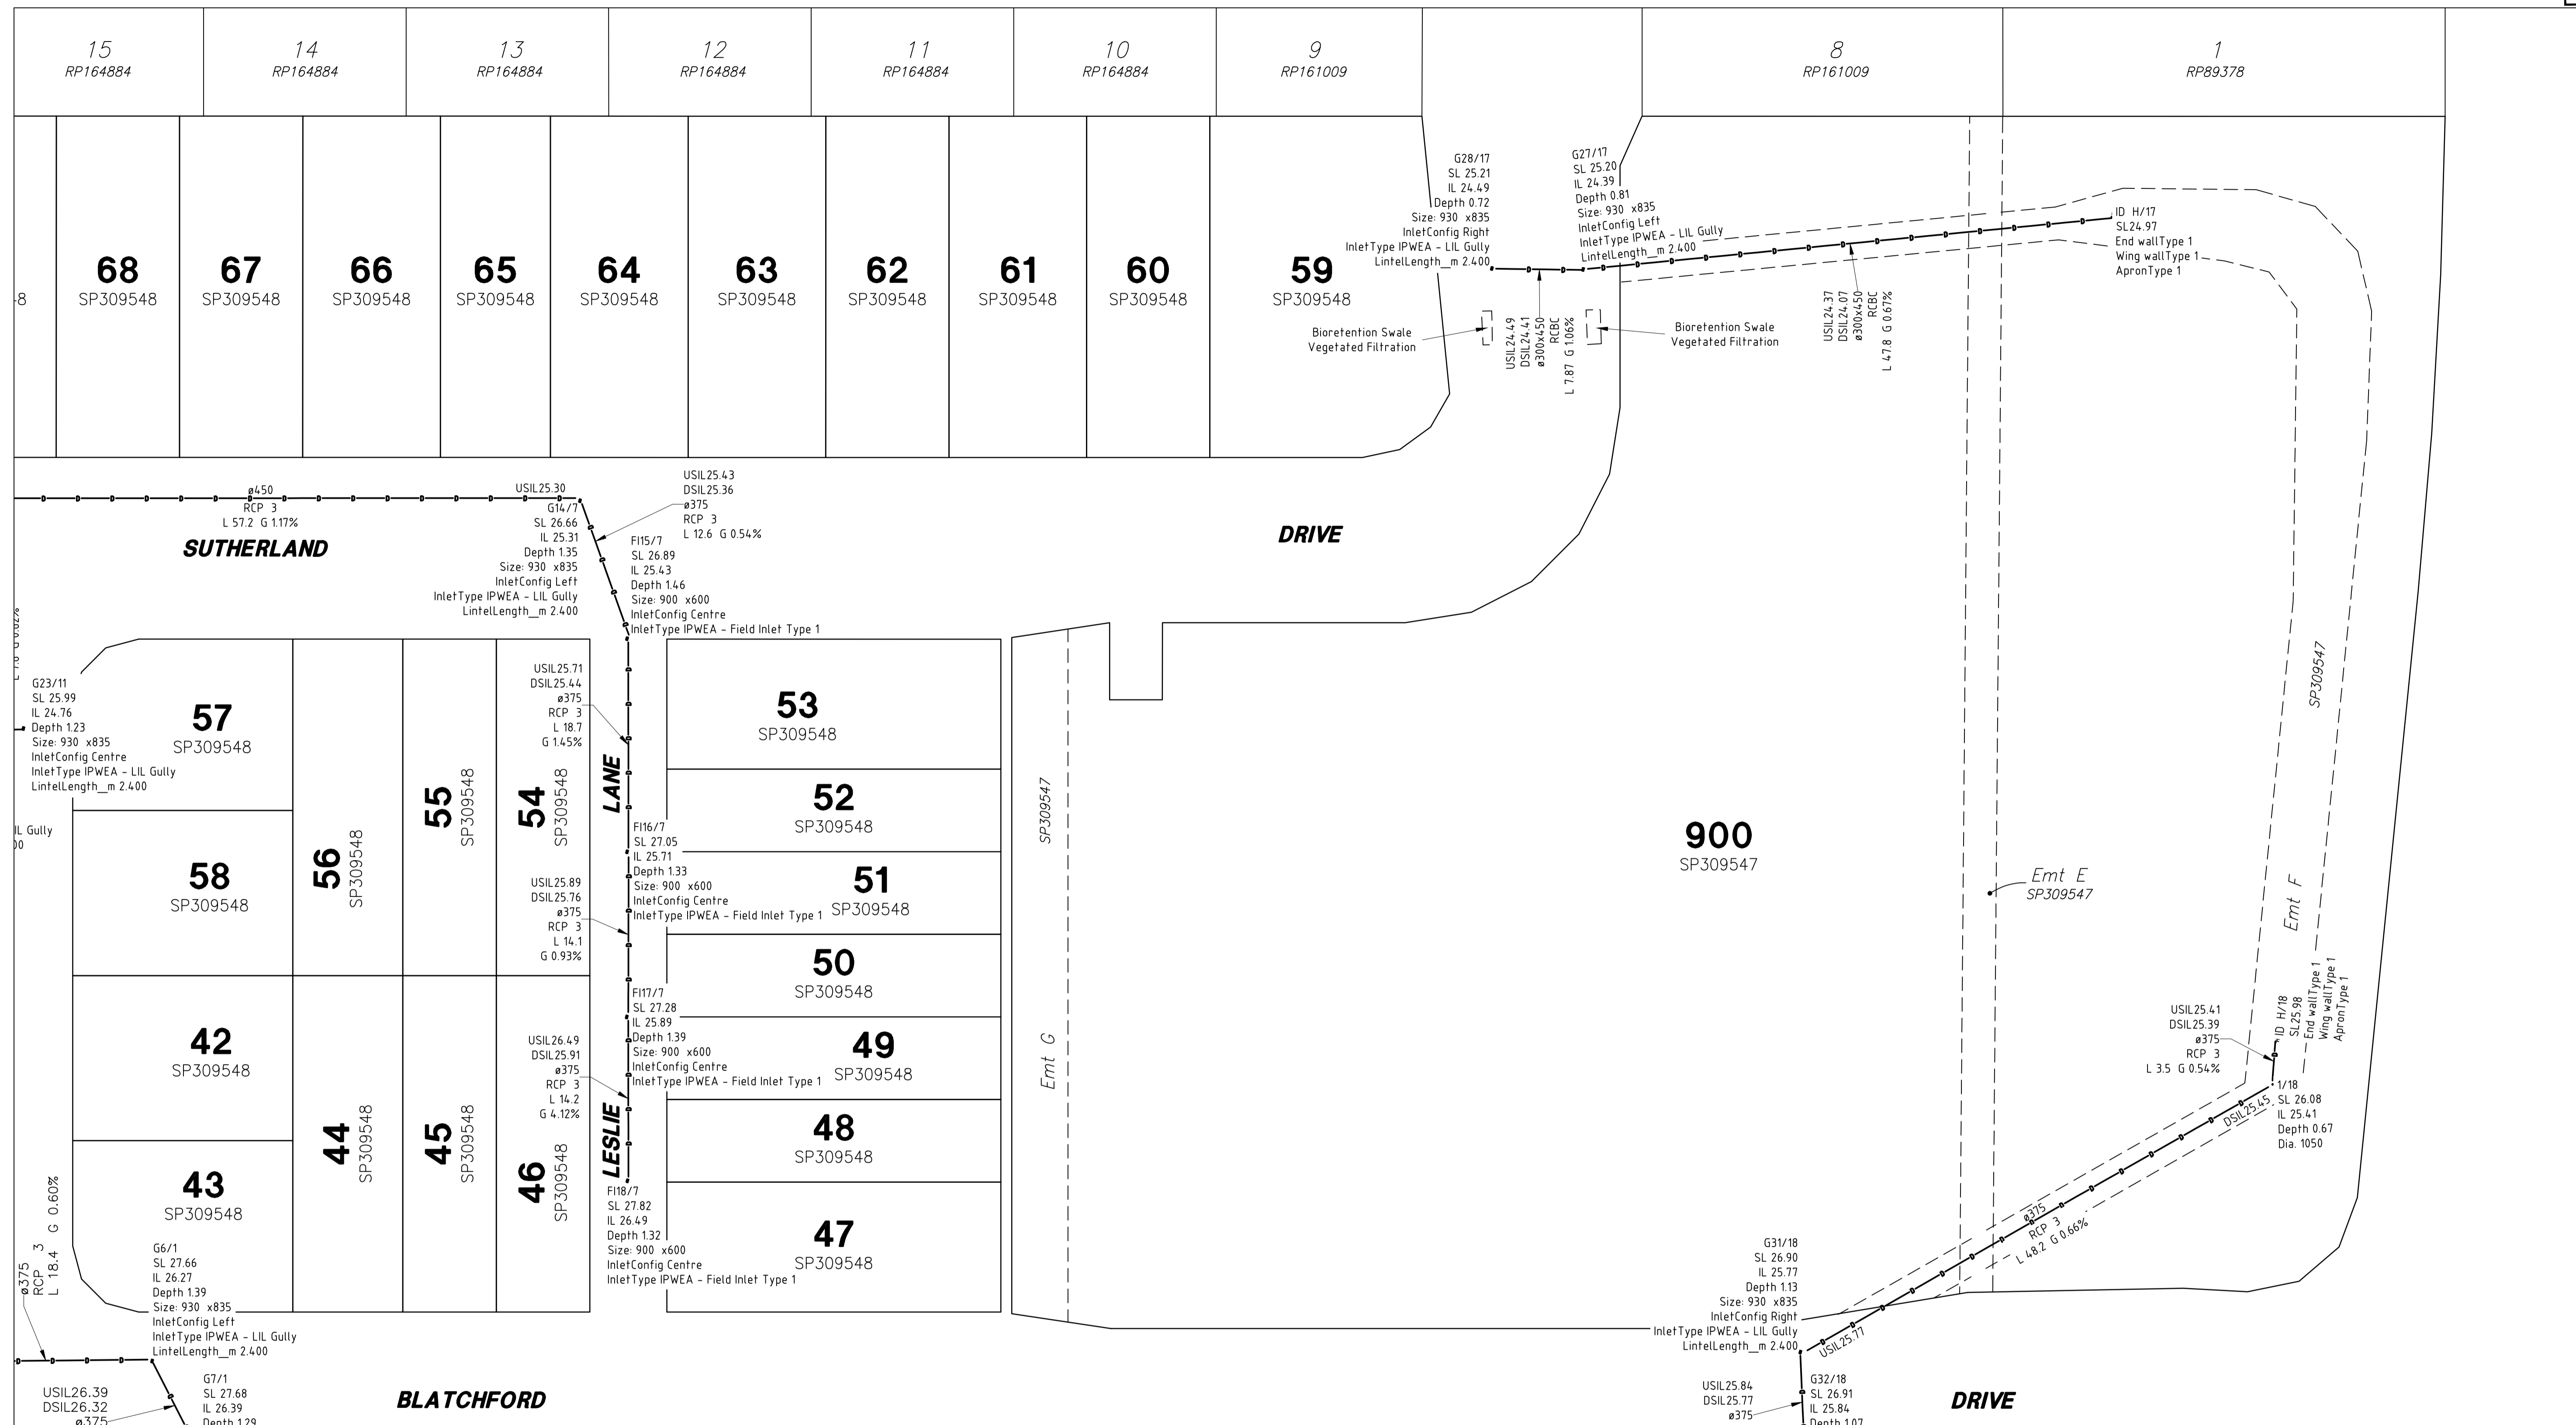 15
RP164884
14
RP164884
13
RP164884
12
RP164884
11
RP164884
10
RP164884
9
RP161009
8
RP161009
1
RP89378
68
SP309548
67
SP309548
66
SP309548
65
SP309548
64
SP309548
63
SP309548
62
SP309548
61
SP309548
60
SP309548
59
SP309548
G28/17
SL 25.21
IL 24.49
Depth 0.72
Size: 930 x835
InletConfig Right
InletType IPWEA - LIL Gully
LintelLength_m 2.400
G27/17
SL 25.20
IL 24.39
Depth 0.81
Size: 930 x835
InletConfig Left
InletType IPWEA - LIL Gully
LintelLength_m 2.400
ID H/17
SL24.97
End wallType 1
Wing wallType 1
ApronType 1
Bioretention Swale
Vegetated Filtration
USIL24.49
DSIL24.41
ø300x450
RCBC
L 7.87 G 1.06%
Bioretention Swale
Vegetated Filtration
USIL24.37
DSIL24.07
ø300x450
RCBC
L 47.8 G 0.67%
ø450
RCP 3
L 57.2 G 1.17%
USIL25.30
G14/7
SL 26.66
IL 25.31
Depth 1.35
Size: 930 x835
InletConfig Left
InletType IPWEA - LIL Gully
LintelLength_m 2.400
USIL25.43
DSIL25.36
ø375
RCP 3
L 12.6 G 0.54%
FI15/7
SL 26.89
IL 25.43
Depth 1.46
Size: 900 x600
InletConfig Centre
InletType IPWEA - Field Inlet Type 1
SUTHERLAND
DRIVE
G23/11
SL 25.99
IL 24.76
Depth 1.23
Size: 930 x835
InletConfig Centre
InletType IPWEA - LIL Gully
LintelLength_m 2.400
57
SP309548
58
SP309548
56
SP309548
55
SP309548
54
SP309548
USIL25.71
DSIL25.44
ø375
RCP 3
L 18.7
G 1.45%
LANE
53
SP309548
52
SP309548
FI16/7
SL 27.05
IL 25.71
Depth 1.33
Size: 900 x600
InletConfig Centre
InletType IPWEA - Field Inlet Type 1
51
SP309548
USIL25.89
DSIL25.76
ø375
RCP 3
L 14.1
G 0.93%
50
SP309548
FI17/7
SL 27.28
IL 25.89
Depth 1.39
Size: 900 x600
InletConfig Centre
InletType IPWEA - Field Inlet Type 1
49
SP309548
USIL26.49
DSIL25.91
ø375
RCP 3
L 14.2
G 4.12%
LESLIE
48
SP309548
FI18/7
SL 27.82
IL 26.49
Depth 1.32
Size: 900 x600
InletConfig Centre
InletType IPWEA - Field Inlet Type 1
47
SP309548
42
SP309548
43
SP309548
44
SP309548
45
SP309548
46
SP309548
SP309547
Emt G
900
SP309547
Emt E
SP309547
SP309547
Emt F
ID H/18
SL25.98
End wallType 1
Wing wallType 1
ApronType 1
USIL25.41
DSIL25.39
ø375
RCP 3
L 3.5 G 0.54%
1/18
SL 26.08
IL 25.41
Depth 0.67
Dia. 1050
DSIL25.45
ø375
RCP 3
L 48.2 G 0.66%
USIL25.77
G31/18
SL 26.90
IL 25.77
Depth 1.13
Size: 930 x835
InletConfig Right
InletType IPWEA - LIL Gully
LintelLength_m 2.400
USIL25.84
DSIL25.77
ø375
G32/18
SL 26.91
IL 25.84
Depth 1.07
ø375
RCP 3
L 18.4 G 0.60%
G6/1
SL 27.66
IL 26.27
Depth 1.39
Size: 930 x835
InletConfig Left
InletType IPWEA - LIL Gully
LintelLength_m 2.400
USIL26.39
DSIL26.32
ø375
G7/1
SL 27.68
IL 26.39
Depth 1.29
BLATCHFORD
DRIVE